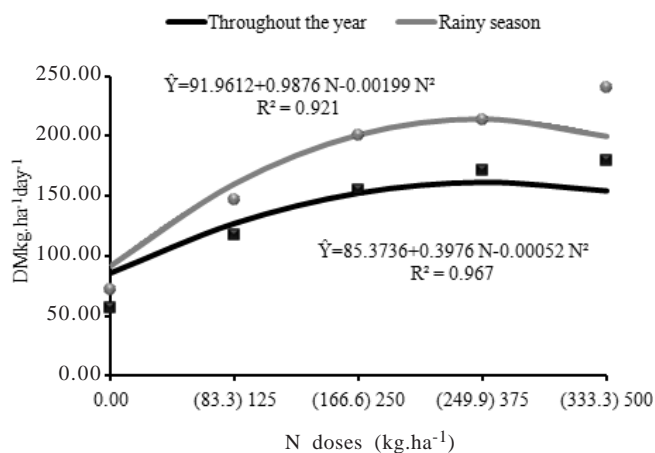 Throughout the year Rainy season
250.00
Ŷ=91.9612+0.9876 N-0.00199 N²
R² = 0.921
200.00
150.00
100.00
Ŷ=85.3736+0.3976 N-0.00052 N²
R² = 0.967
50.00
0.00
DMkg.ha⁻¹day⁻¹
0.00 (83.3) 125 (166.6) 250 (249.9) 375 (333.3) 500
N doses (kg.ha⁻¹)